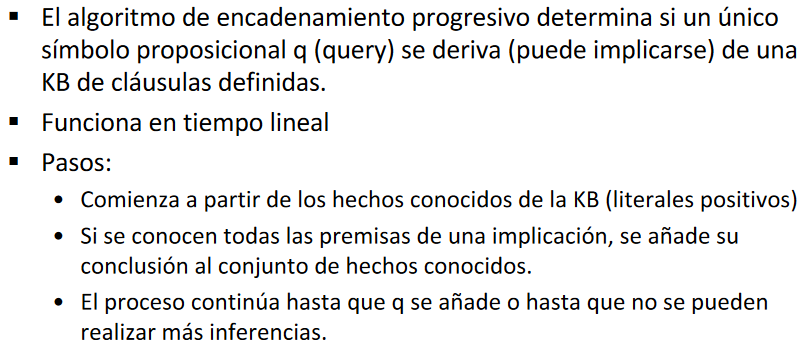 ▪ El algoritmo de encadenamiento progresivo determina si un único
símbolo proposicional q (query) se deriva (puede implicarse) de una
KB de cláusulas definidas.
▪ Funciona en tiempo lineal
▪ Pasos:
• Comienza a partir de los hechos conocidos de la KB (literales positivos)
• Si se conocen todas las premisas de una implicación, se añade su
conclusión al conjunto de hechos conocidos.
• El proceso continúa hasta que q se añade o hasta que no se pueden
realizar más inferencias.